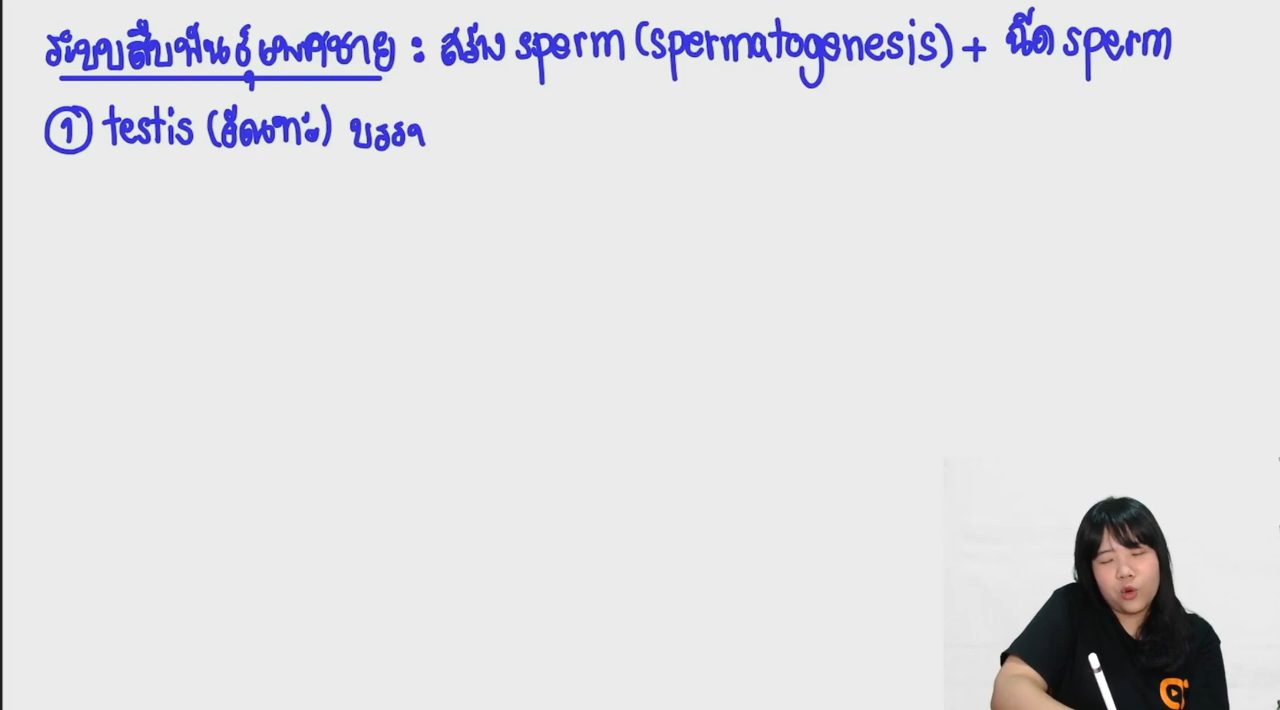 ระบบสืบพันธุ์เพศชาย : สร้าง sperm (spermatogenesis) + ฉีด sperm
① testis (อัณฑะ) บรรจ